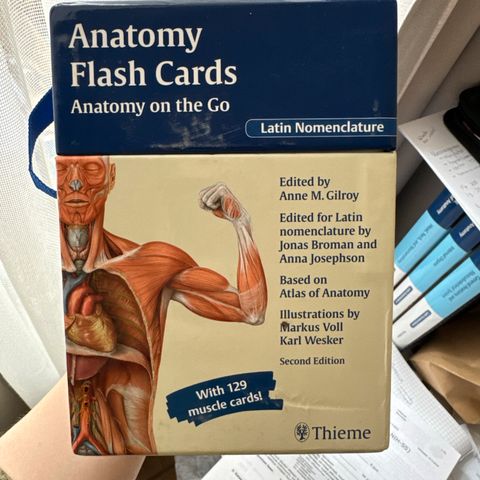 Anatomy
Flash Cards
Anatomy on the Go
Latin Nomenclature
Edited by
Anne M. Gilroy
Edited for Latin
nomenclature by
Jonas Broman and
Anna Josephson
Based on
Atlas of Anatomy
Illustrations by
Markus Voll
Karl Wesker
Second Edition
With 129
muscle cards!
Thieme